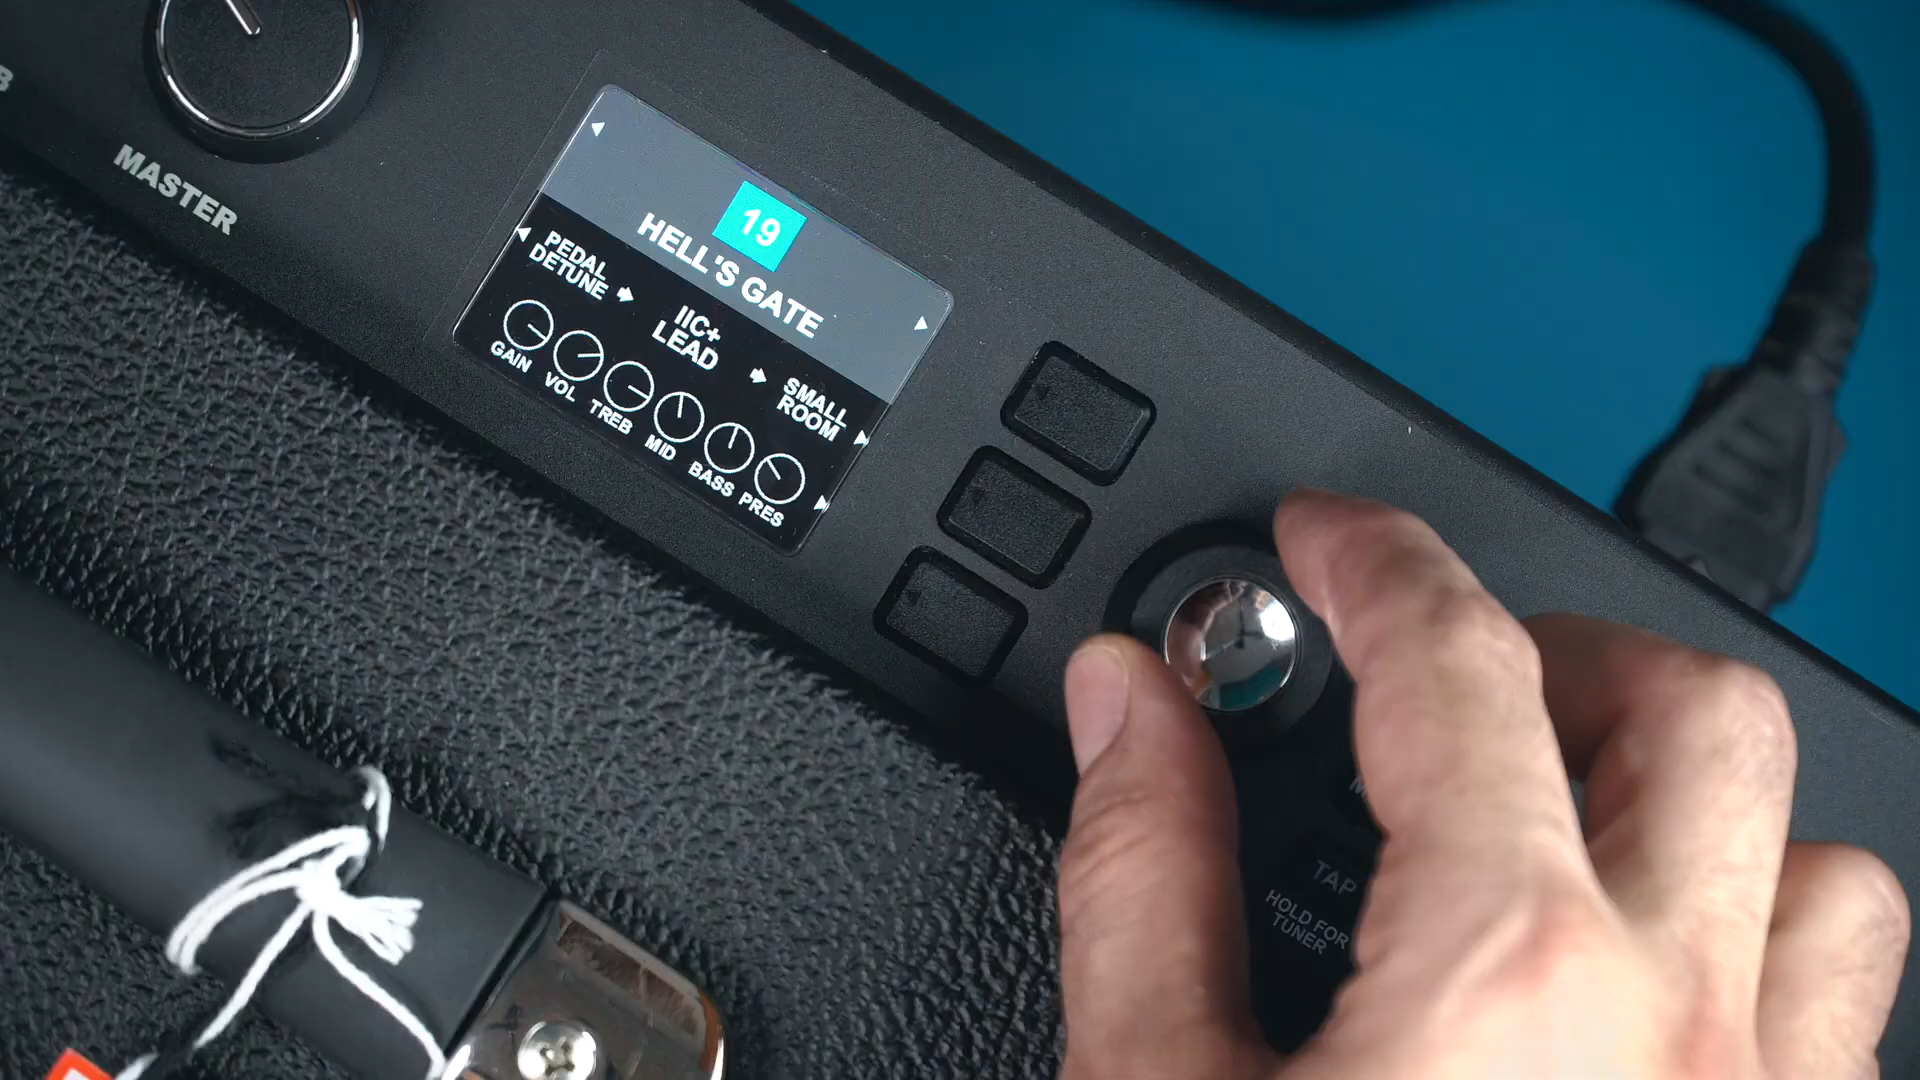 MASTER
19
HELL'S GATE
PEDAL
DETUNE
IIC+
LEAD
SMALL
ROOM
GAIN VOL TREB MID BASS PRES
TAP
HOLD FOR
TUNER